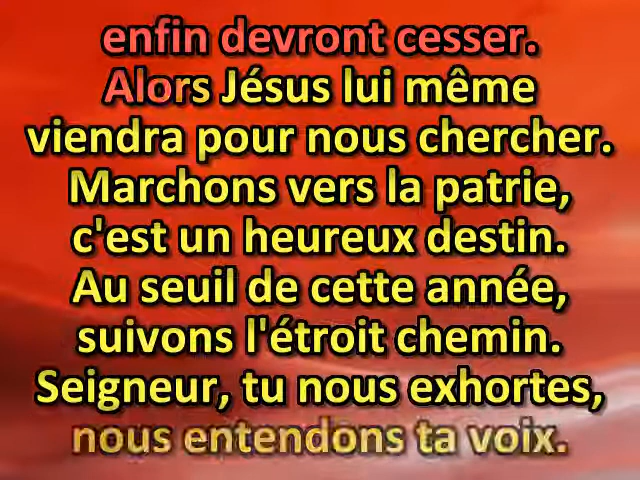 enfin devront cesser.
Alors Jésus lui même
viendra pour nous chercher.
Marchons vers la patrie,
c'est un heureux destin.
Au seuil de cette année,
suivons l'étroit chemin.
Seigneur, tu nous exhortes,
nous entendons ta voix.